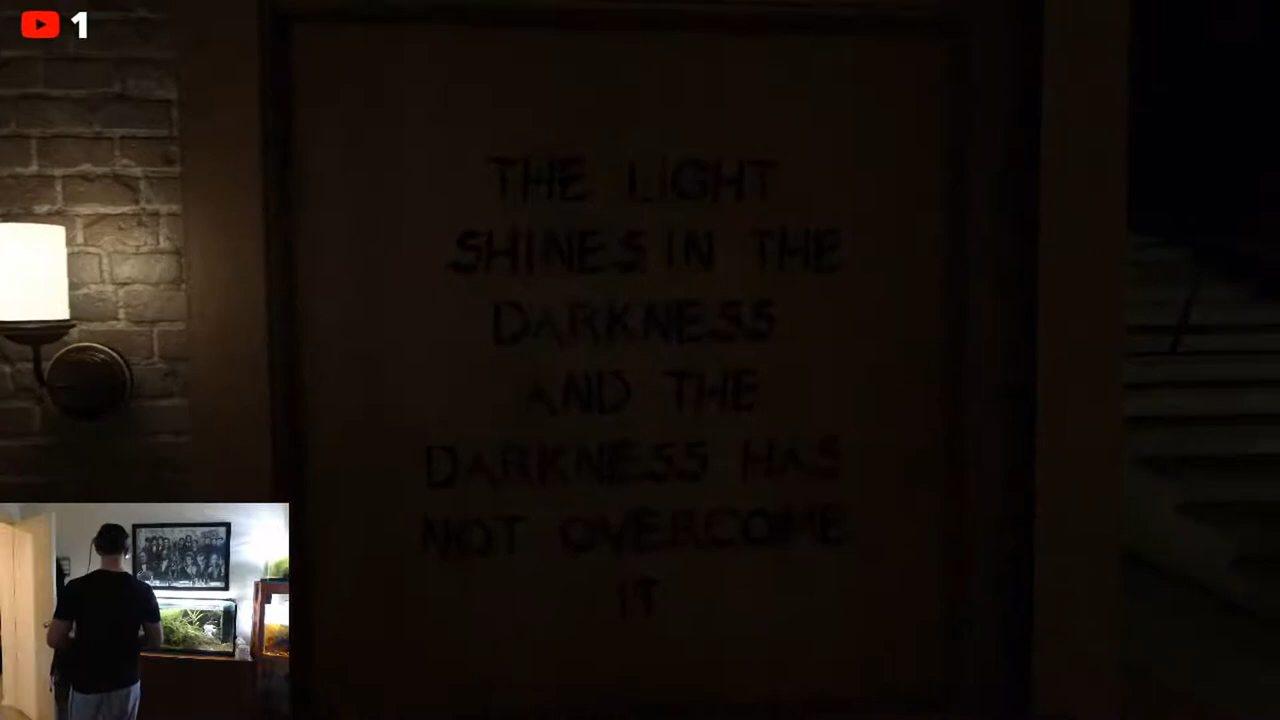 1
THE LIGHT
SHINES IN THE
DARKNESS
AND THE
DARKNESS HAS
NOT OVERCOME
IT